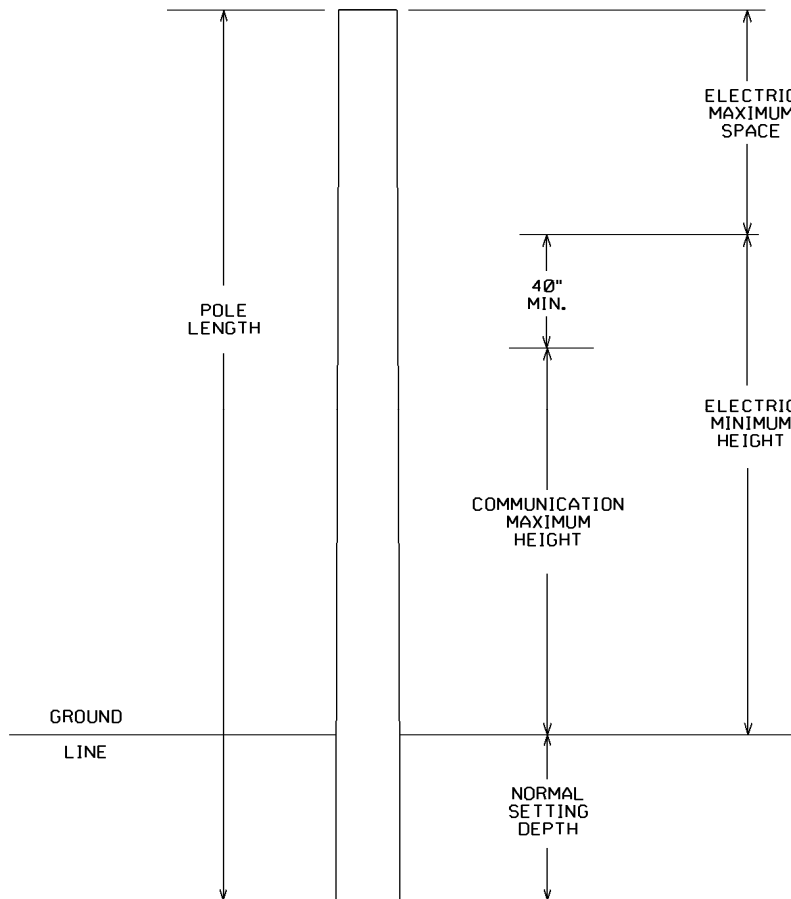 ELECTRIC
MAXIMUM
SPACE
40"
MIN.
POLE
LENGTH
ELECTRIC
MINIMUM
HEIGHT
COMMUNICATION
MAXIMUM
HEIGHT
GROUND
LINE
NORMAL
SETTING
DEPTH